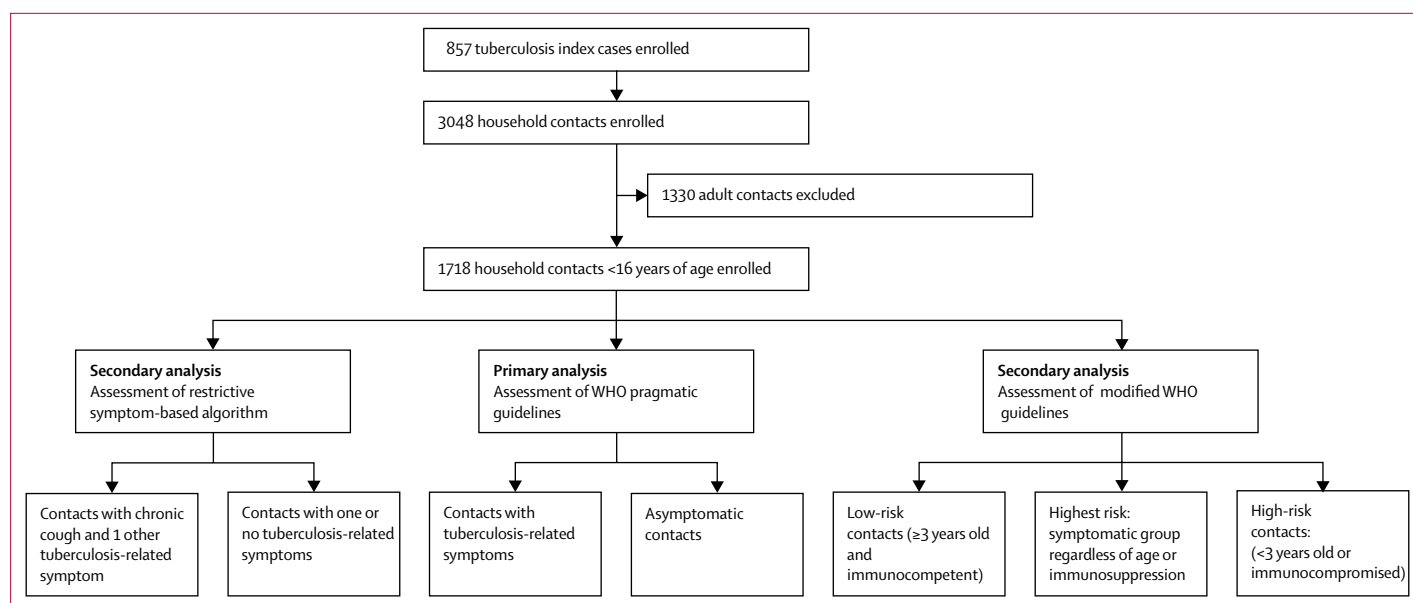 857 tuberculosis index cases enrolled
3048 household contacts enrolled
1330 adult contacts excluded
1718 household contacts <16 years of age enrolled
Secondary analysis
Assessment of restrictive
symptom-based algorithm
Primary analysis
Assessment of WHO pragmatic
guidelines
Secondary analysis
Assessment of modified WHO
guidelines
Contacts with chronic
cough and 1 other
tuberculosis-related
symptom
Contacts with one or
no tuberculosis-related
symptoms
Contacts with
tuberculosis-related
symptoms
Asymptomatic
contacts
Low-risk
contacts (≥3 years old
and
immunocompetent)
Highest risk:
symptomatic group
regardless of age or
immunosuppression
High-risk
contacts:
(<3 years old or
immunocompromised)